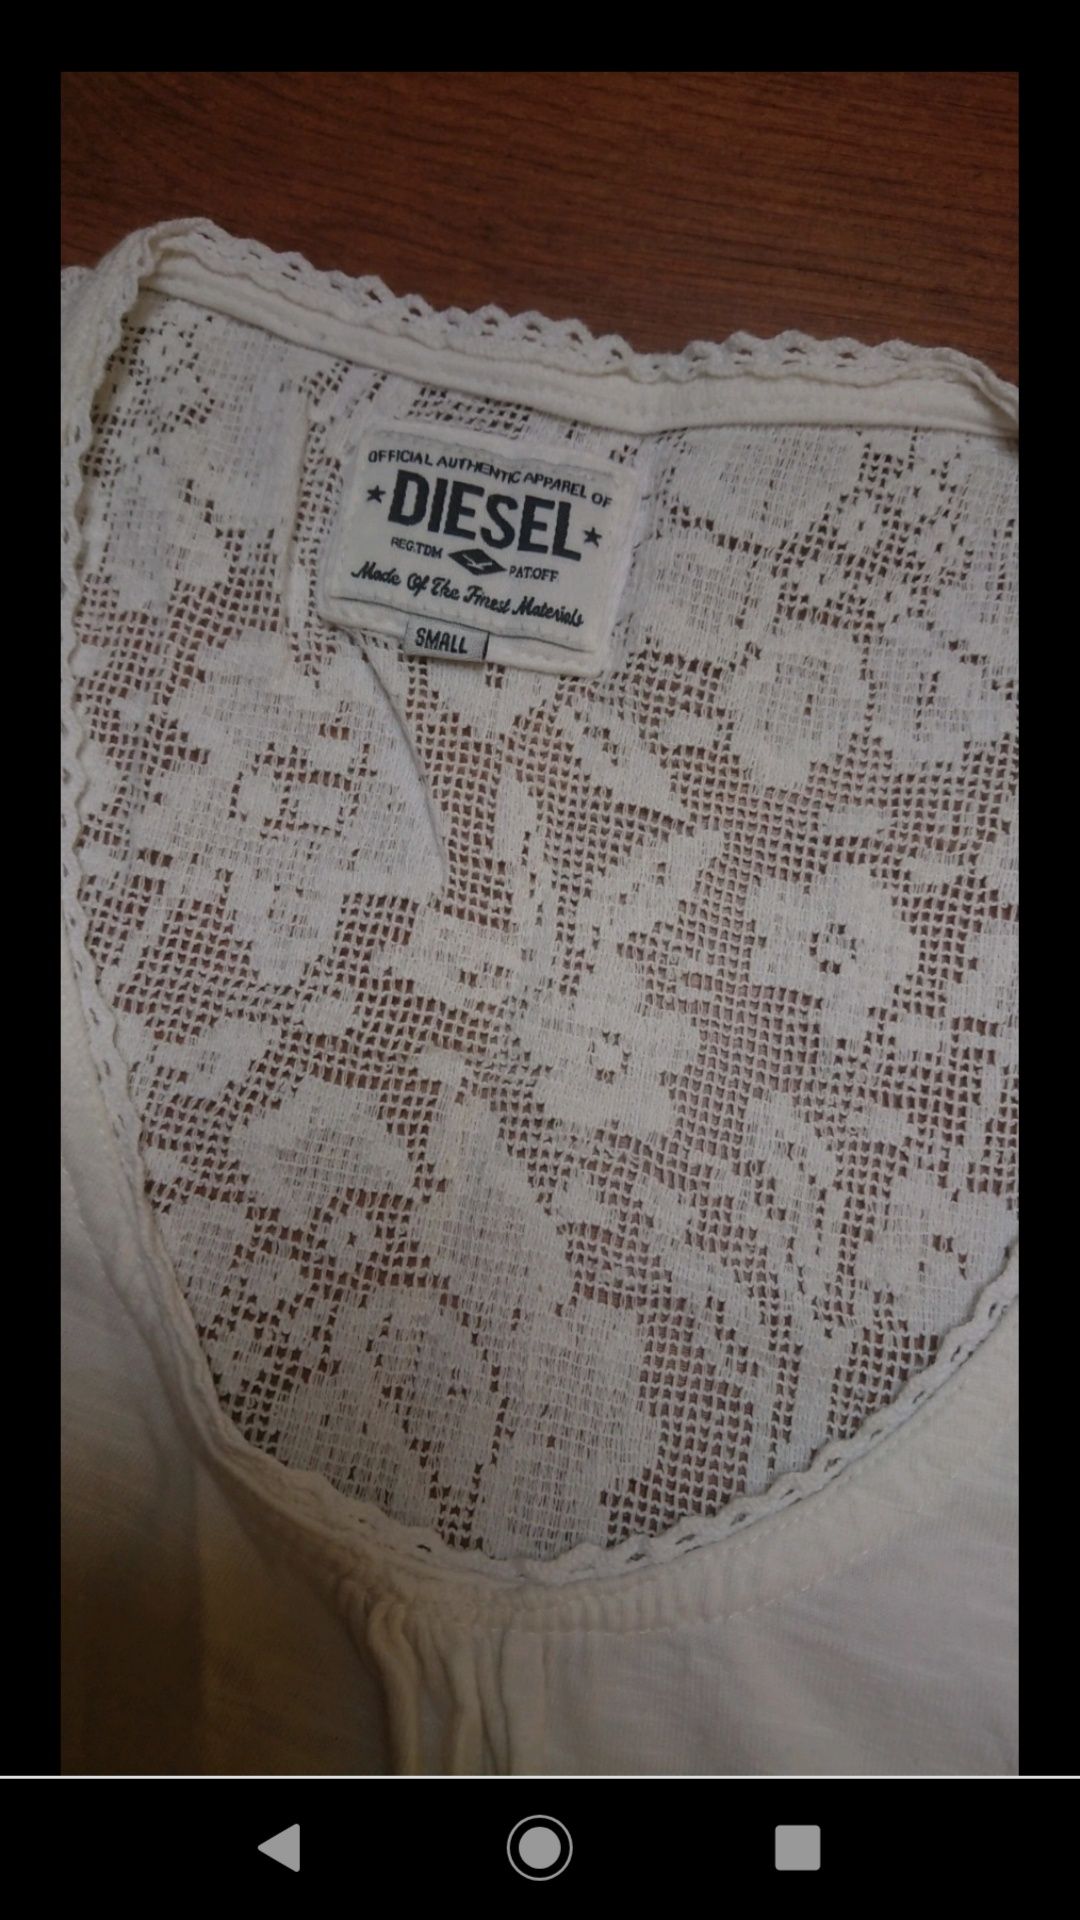 OFFICIAL AUTHENTIC APPAREL OF
DIESEL
REG.TDM PAT.OFF
Made Of The Finest Materials
SMALL